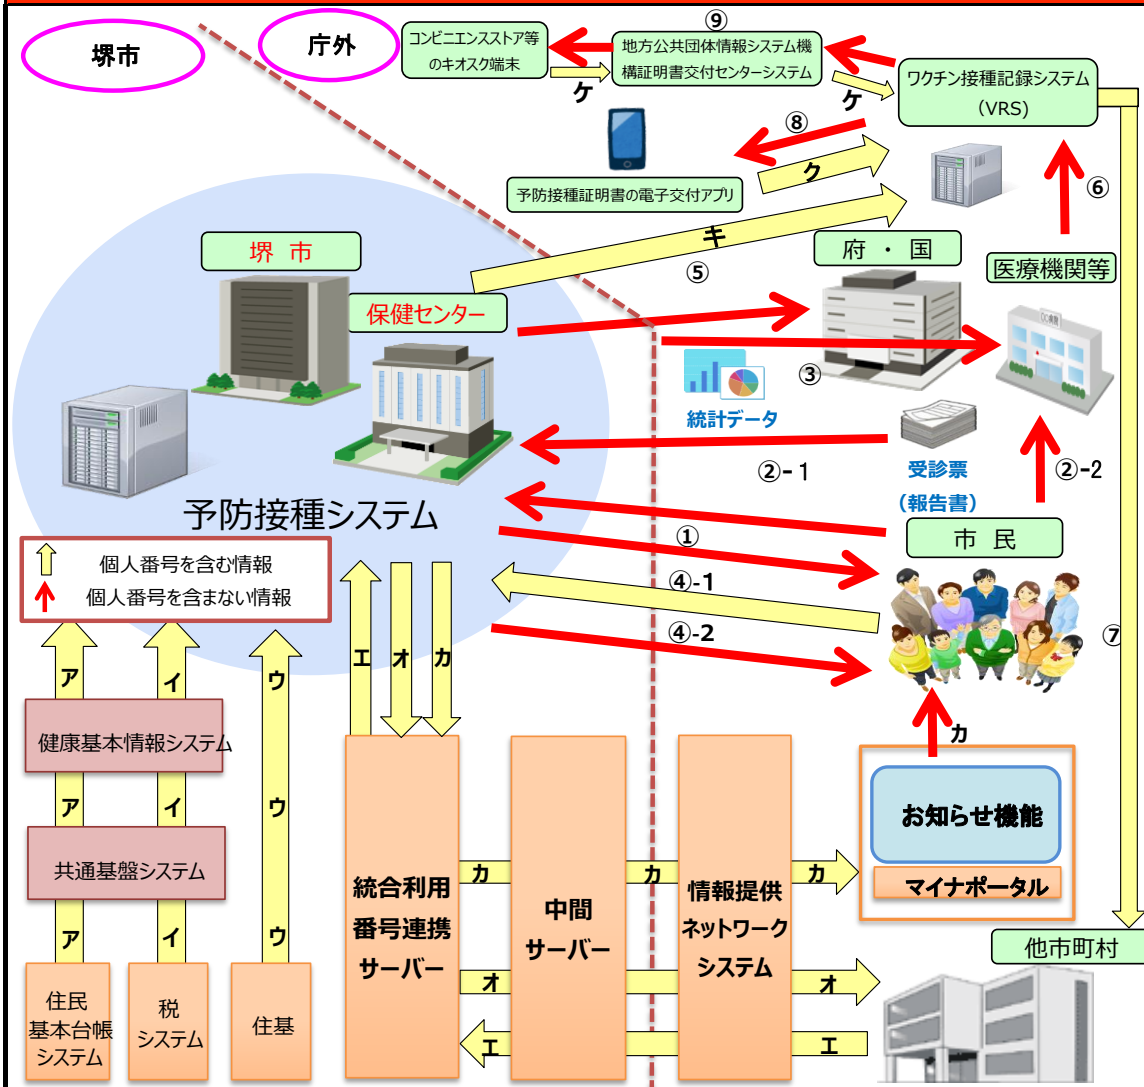 堺市
庁外
コンビニエンスストア等
のキオスク端末
⑨
地方公共団体情報システム機
構証明書交付センターシステム
ケ
ケ
ワクチン接種記録システム
(VRS)
⑧
ク
予防接種証明書の電子交付アプリ
⑥
キ
⑤
堺 市
保健センター
府・国
医療機関等
〇〇病院
③
統計データ
受診票
(報告書)
②-1
②-2
予防接種システム
①
市 民
④-1
④-2
⑦
個人番号を含む情報
個人番号を含まない情報
ア
イ
ウ
エ
オ
カ
カ
健康基本情報システム
ア
イ
ウ
共通基盤システム
ア
イ
ウ
住民
基本台帳
システム
税
システム
住基
統合利用
番号連携
サーバー
中間
サーバー
情報提供
ネットワーク
システム
カ
カ
カ
オ
オ
エ
エ
お知らせ機能
マイナポータル
他市町村